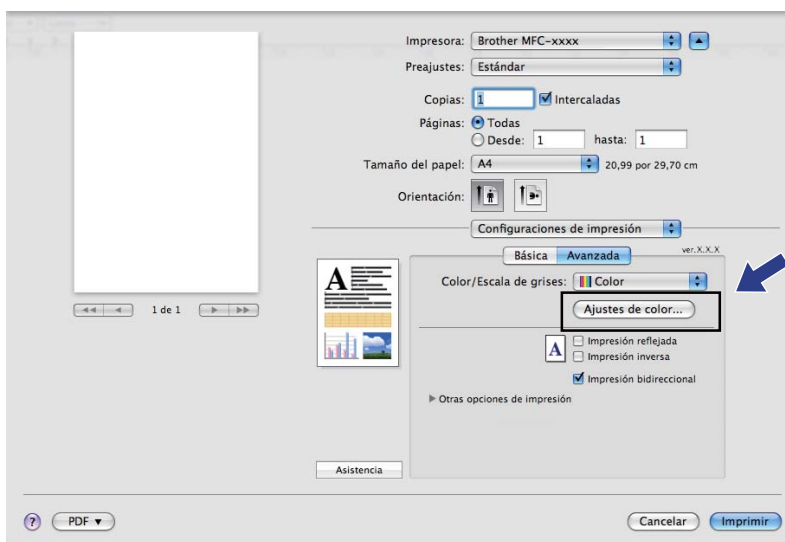 Impresora: Brother MFC-xxxx
Preajustes: Estándar
Copias: 1 Intercaladas
Páginas: Todas
Desde: 1 hasta: 1
Tamaño del papel: A4 20,99 por 29,70 cm
Orientación:
Configuraciones de impresión
ver.X.X.X
Básica Avanzada
Color/Escala de grises: Color
1 de 1
Ajustes de color...
A
Impresión reflejada
Impresión inversa
Impresión bidireccional
Otras opciones de impresión
Asistencia
? PDF Cancelar Imprimir